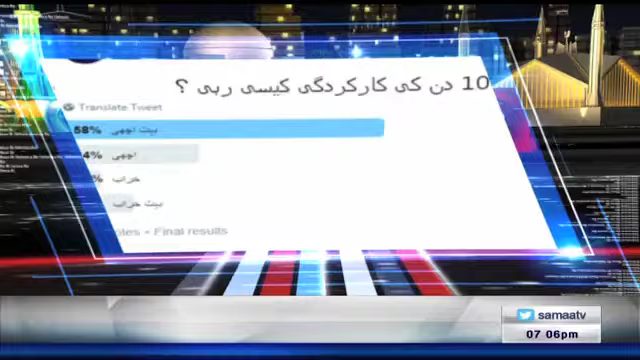 10 دن کی کارکردگی کیسی رہی ؟
Translate Tweet
58% بہت اچھی
4% اچھی
% خراب
بہت خراب
Final results
samaatv
07 06pm